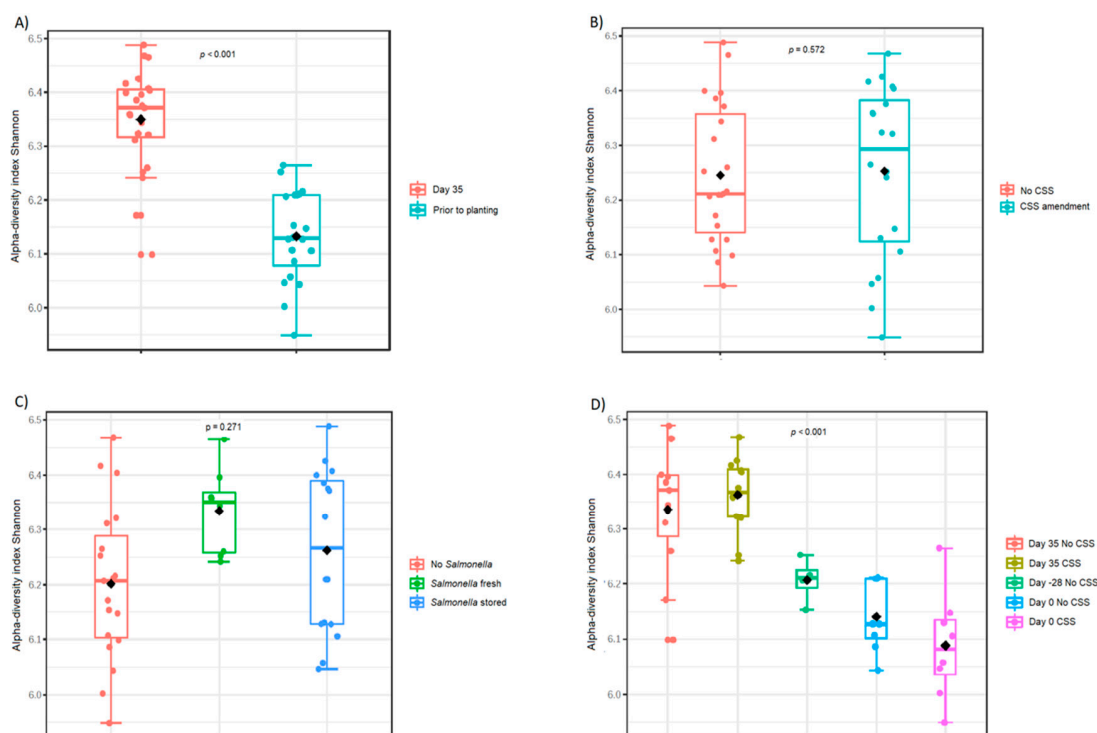 A)
Alpha-diversity index Shannon
6.5
6.4
6.3
6.2
6.1
6.0
p < 0.001
Day 35
Prior to planting
B)
Alpha-diversity index Shannon
6.5
6.4
6.3
6.2
6.1
6.0
p = 0.572
No CSS
CSS amendment
C)
Alpha-diversity index Shannon
6.5
6.4
6.3
6.2
6.1
6.0
p = 0.271
No Salmonella
Salmonella fresh
Salmonella stored
D)
Alpha-diversity index Shannon
6.5
6.4
6.3
6.2
6.1
6.0
p < 0.001
Day 35 No CSS
Day 35 CSS
Day -28 No CSS
Day 0 No CSS
Day 0 CSS